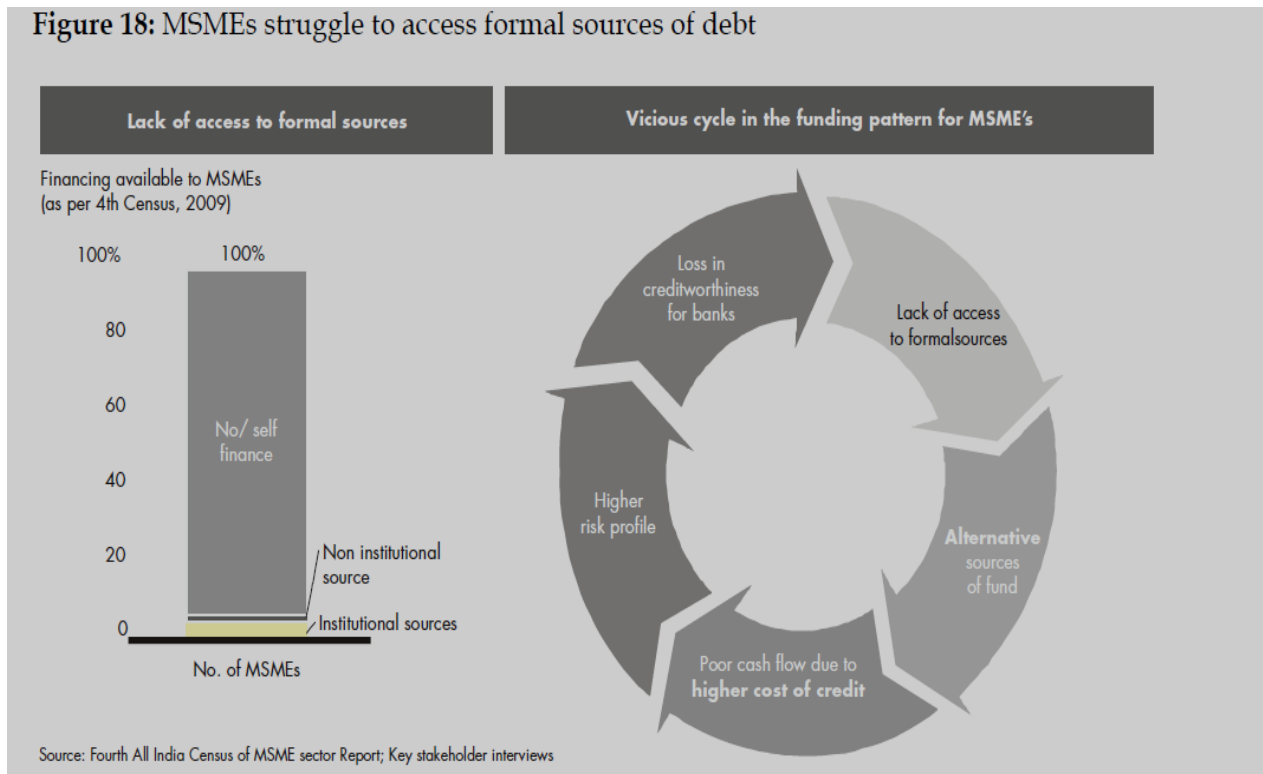 Figure 18: MSMEs struggle to access formal sources of debt
Lack of access to formal sources
Financing available to MSMEs
(as per 4th Census, 2009)
100%
100%
80
60
40
20
0
No/ self
finance
Non institutional
source
Institutional sources
No. of MSMEs
Vicious cycle in the funding pattern for MSME's
Loss in
creditworthiness
for banks
Lack of access
to formalsources
Alternative
sources
of fund
Poor cash flow due to
higher cost of credit
Higher
risk profile
Source: Fourth All India Census of MSME sector Report; Key stakeholder interviews